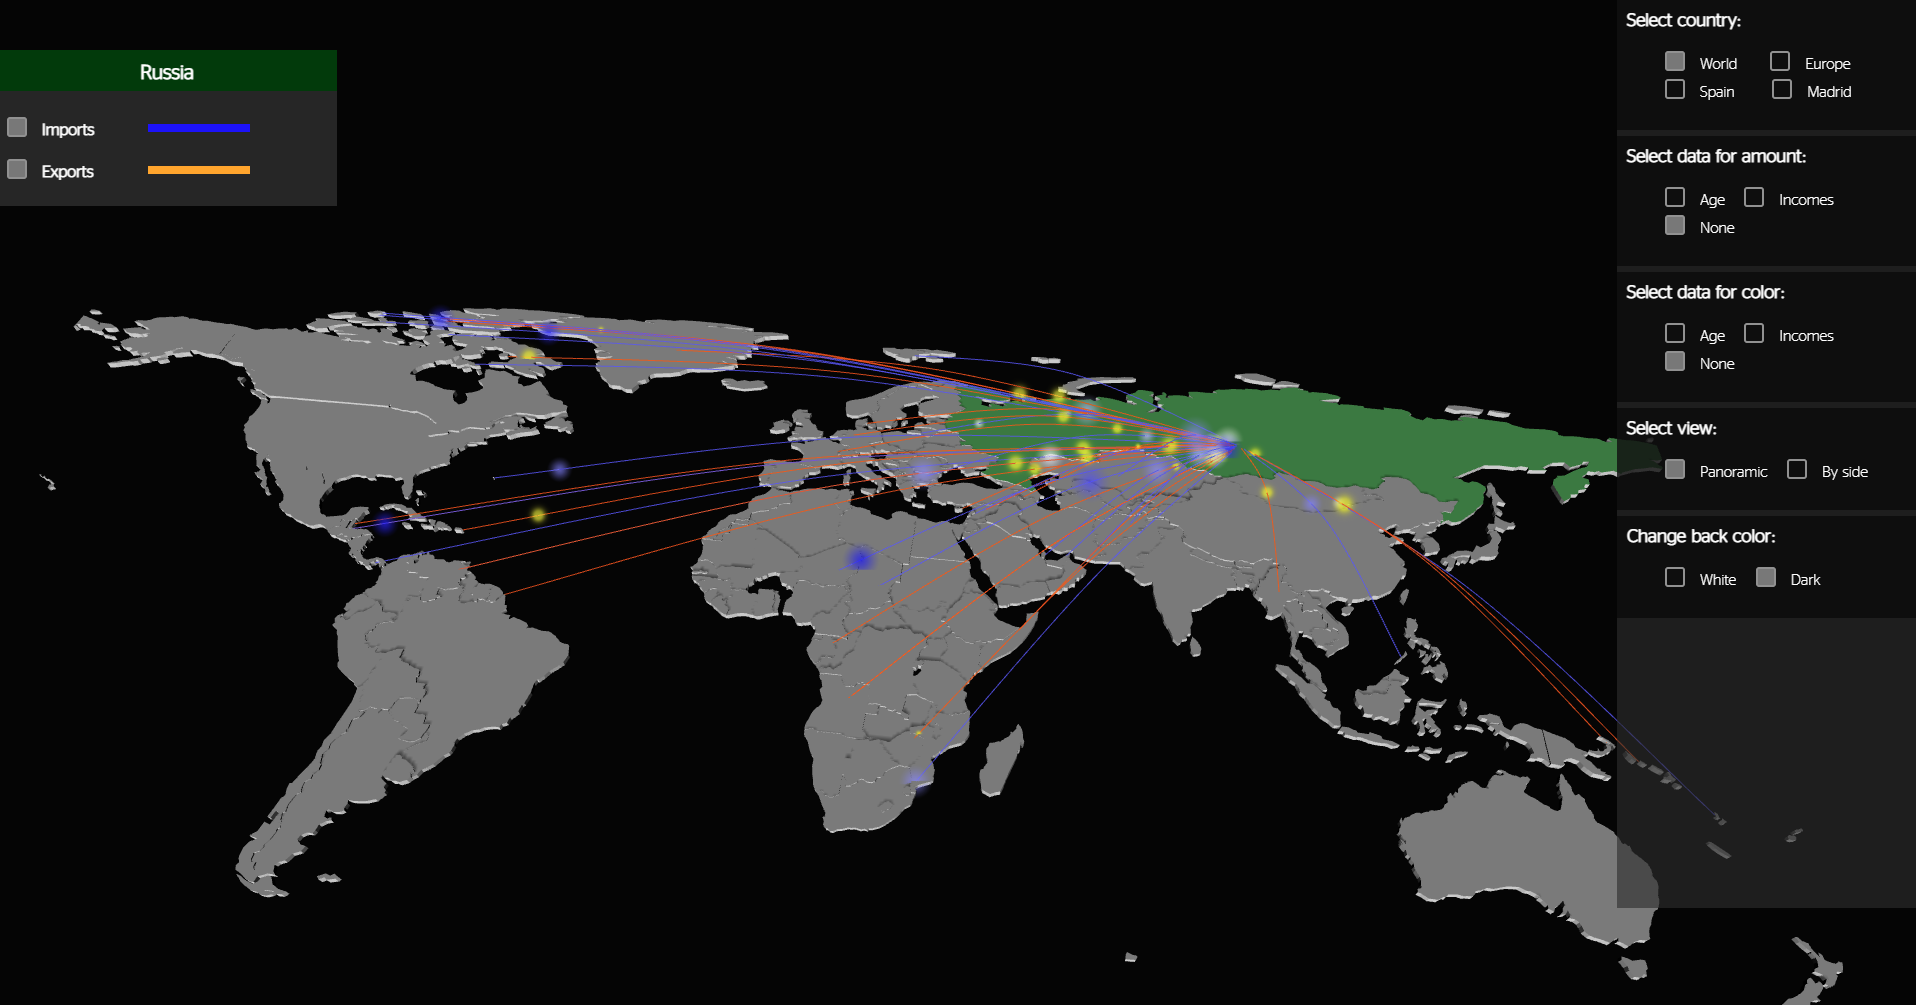 Russia
Imports
Exports
Select country:
World Europe
Spain Madrid
Select data for amount:
Age Incomes
None
Select data for color:
Age Incomes
None
Select view:
Panoramic By side
Change back color:
White Dark